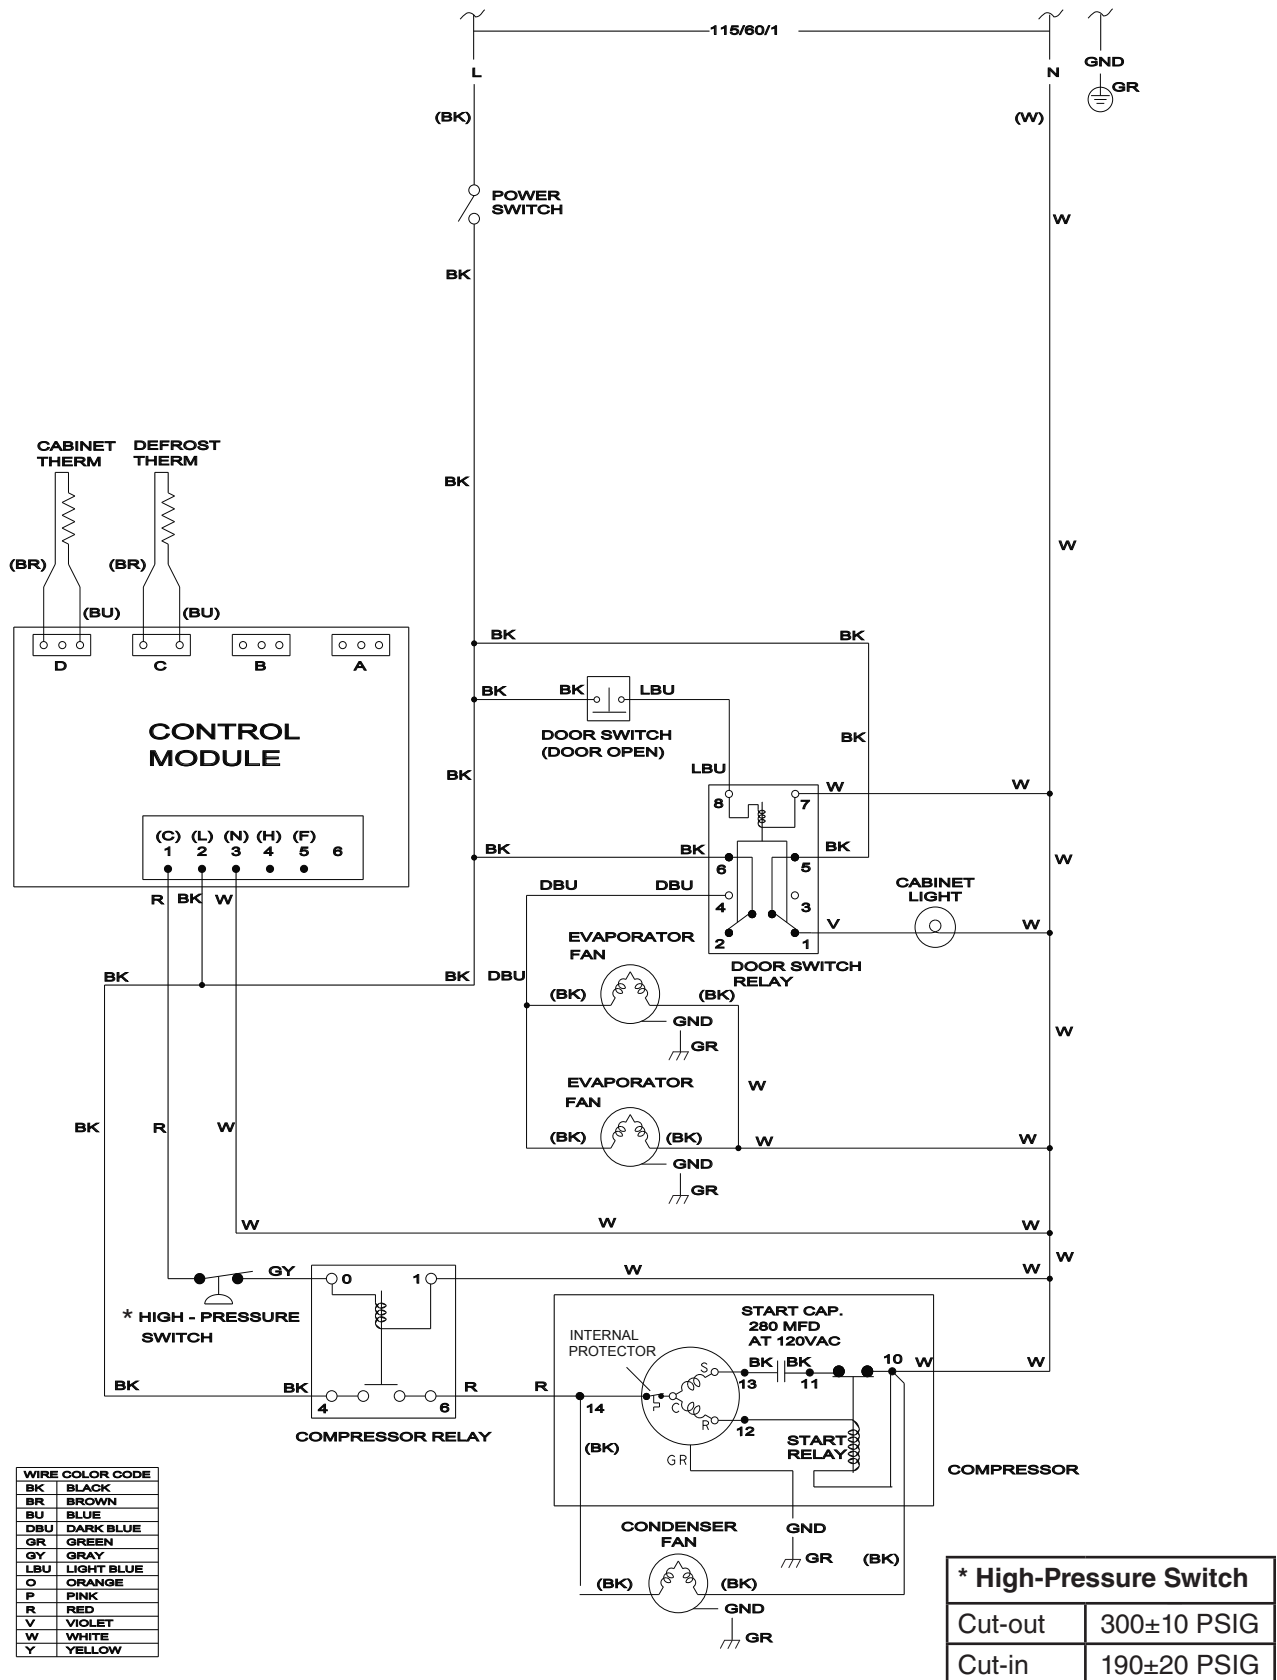 115/60/1
L
N
GND
GR
(BK)
(W)
POWER
SWITCH
W
BK
CABINET
THERM
DEFROST
THERM
BK
W
(BR)
(BR)
(BU)
(BU)
D
C
B
A
BK
BK
BK
BK
LBU
DOOR SWITCH
(DOOR OPEN)
BK
CONTROL
MODULE
LBU
BK
W
W
8
7
(C) (L) (N) (H) (F)
1 2 3 4 5 6
BK
BK
BK
W
6
5
R
BK
W
DBU
DBU
4
3
CABINET
LIGHT
V
W
2
1
EVAPORATOR
FAN
DOOR SWITCH
RELAY
BK
BK
DBU
(BK)
(BK)
GND
GR
W
EVAPORATOR
FAN
W
BK
R
W
(BK)
(BK)
W
W
GND
GR
W
W
W
W
GY
0
1
W
W
* HIGH - PRESSURE
SWITCH
START CAP.
280 MFD
AT 120VAC
INTERNAL
PROTECTOR
S
BK
BK
10
W
W
13
11
BK
BK
R
R
4
6
14
C
R
12
COMPRESSOR RELAY
(BK)
GR
START
RELAY
COMPRESSOR
WIRE COLOR CODE
BK BLACK
BR BROWN
BU BLUE
DBU DARK BLUE
GR GREEN
GY GRAY
LBU LIGHT BLUE
O ORANGE
P PINK
R RED
V VIOLET
W WHITE
Y YELLOW
CONDENSER
FAN
GND
GR
(BK)
(BK)
(BK)
GND
GR
* High-Pressure Switch
Cut-out 300±10 PSIG
Cut-in 190±20 PSIG